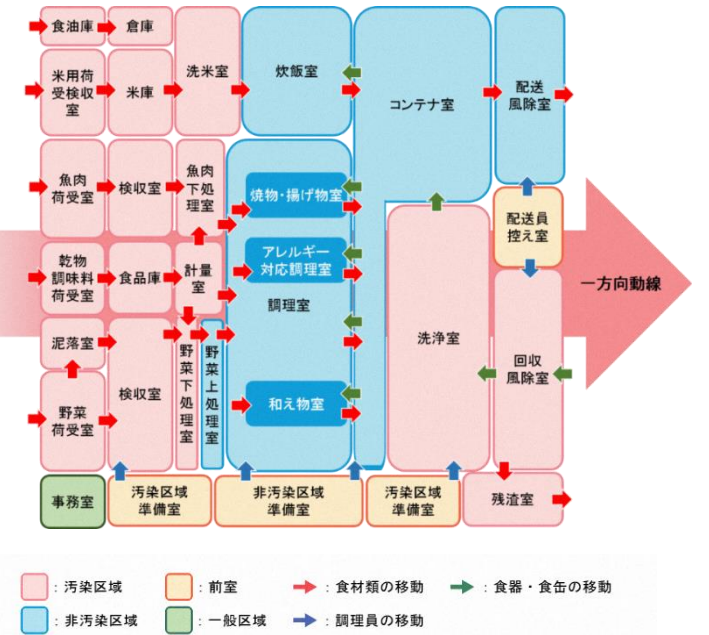 食油庫
倉庫
米用荷
受検収
室
米庫
洗米室
炊飯室
コンテナ室
配送
風除室
魚肉
荷受室
検収室
魚肉
下処
理室
焼物・揚げ物室
配送員
控え室
乾物
調味料
荷受室
食品庫
計量
室
アレルギー
対応調理室
調理室
一方向動線
泥落室
野菜
荷受室
検収室
野菜下処理室
野菜上処理室
和え物室
洗浄室
回収
風除室
事務室
汚染区域
準備室
非汚染区域
準備室
汚染区域
準備室
残渣室
：汚染区域
：前室
：食材類の移動
：食器・食缶の移動
：非汚染区域
：一般区域
：調理員の移動